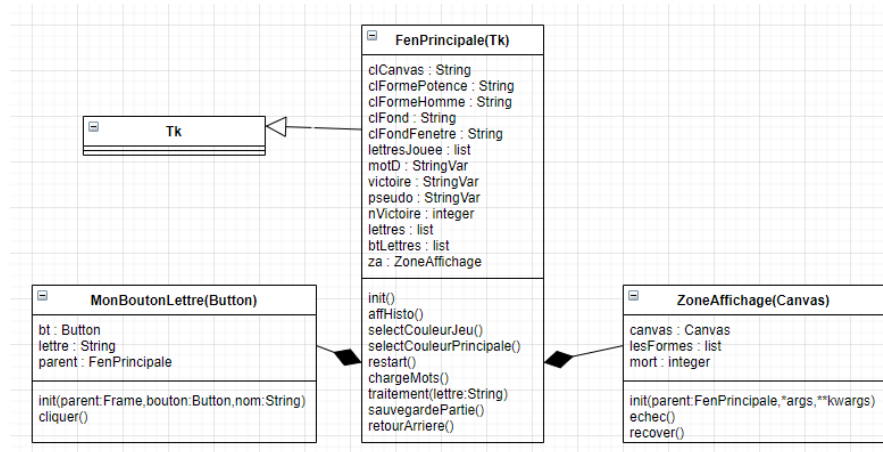 FenPrincipale(Tk)
clCanvas : String
clFormePotence : String
clFormeHomme : String
clFond : String
clFondFenetre : String
lettresJouee : list
motD : StringVar
victoire : StringVar
pseudo : StringVar
nVictoire : integer
lettres : list
btLettres : list
za : ZoneAffichage
init()
affHisto()
selectCouleurJeu()
selectCouleurPrincipale()
restart()
chargeMots()
traitement(lettre:String)
sauvegardePartie()
retourArriere()
Tk
MonBoutonLettre(Button)
bt : Button
lettre : String
parent : FenPrincipale
init(parent:Frame,bouton:Button,nom:String)
cliquer()
ZoneAffichage(Canvas)
canvas : Canvas
lesFormes : list
mort : integer
init(parent:FenPrincipale,*args,**kwargs)
echec()
recover()